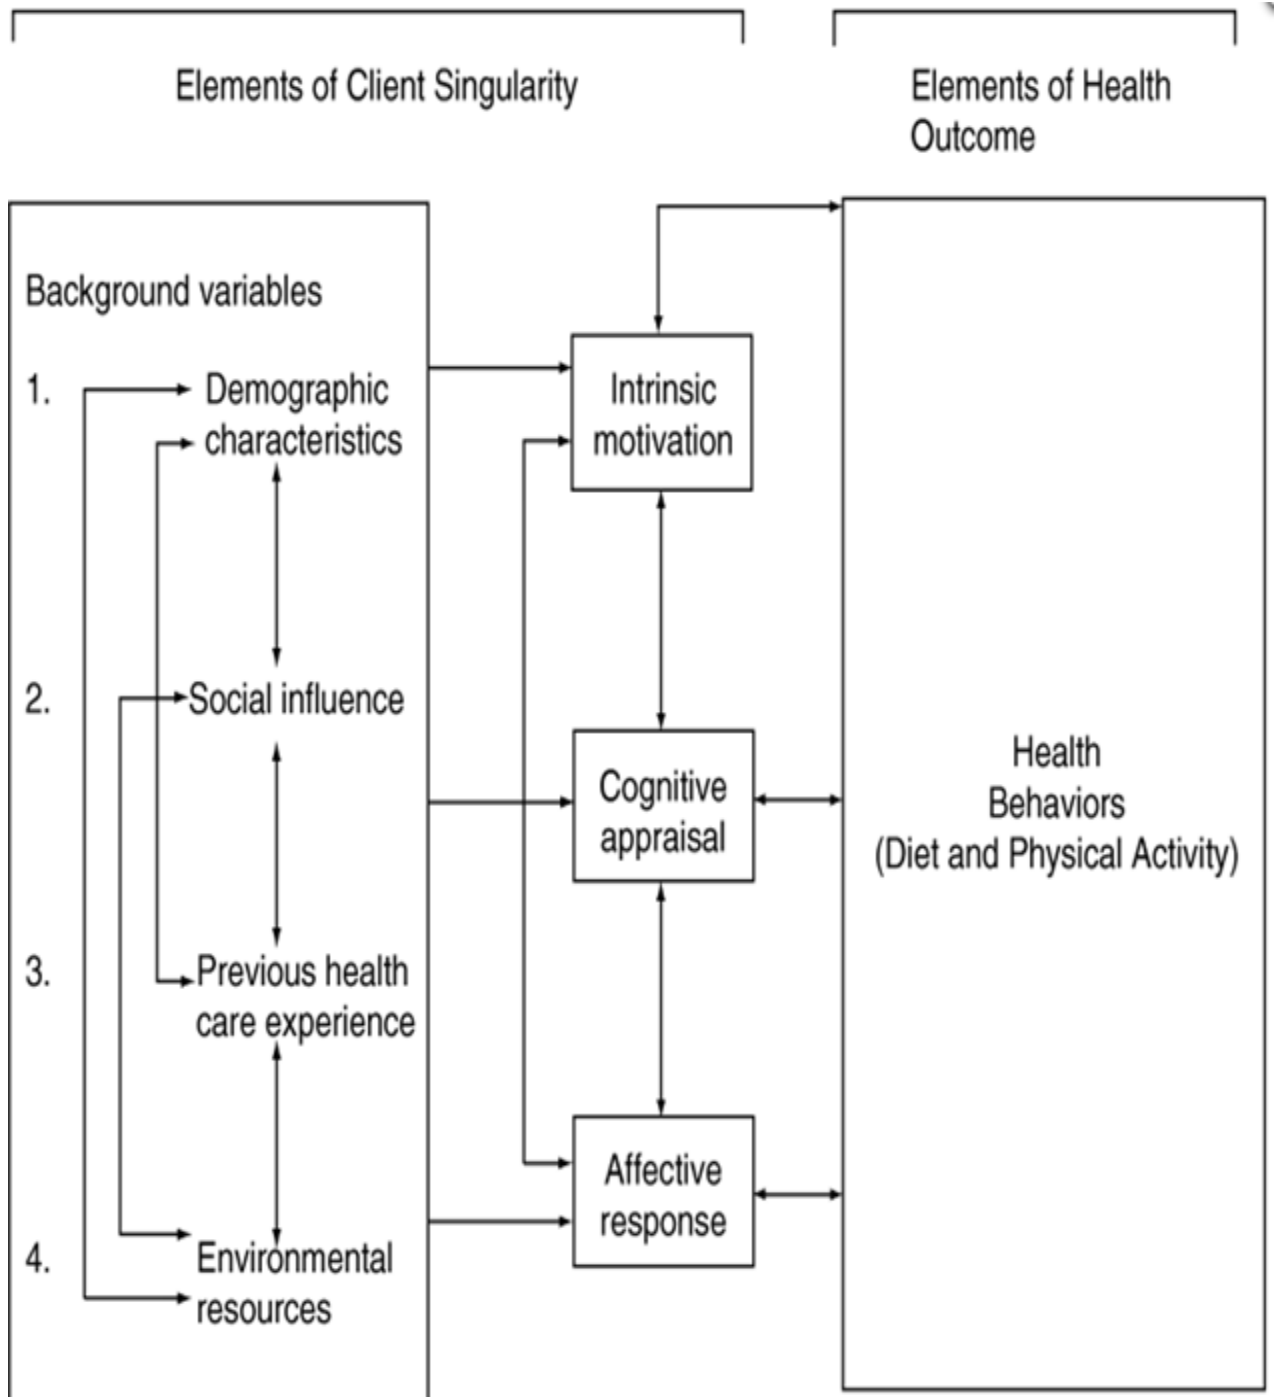 Elements of Client Singularity
Elements of Health
Outcome
Background variables
1.
Demographic
characteristics
2.
Social influence
3.
Previous health
care experience
4.
Environmental
resources
Intrinsic
motivation
Cognitive
appraisal
Affective
response
Health
Behaviors
(Diet and Physical Activity)